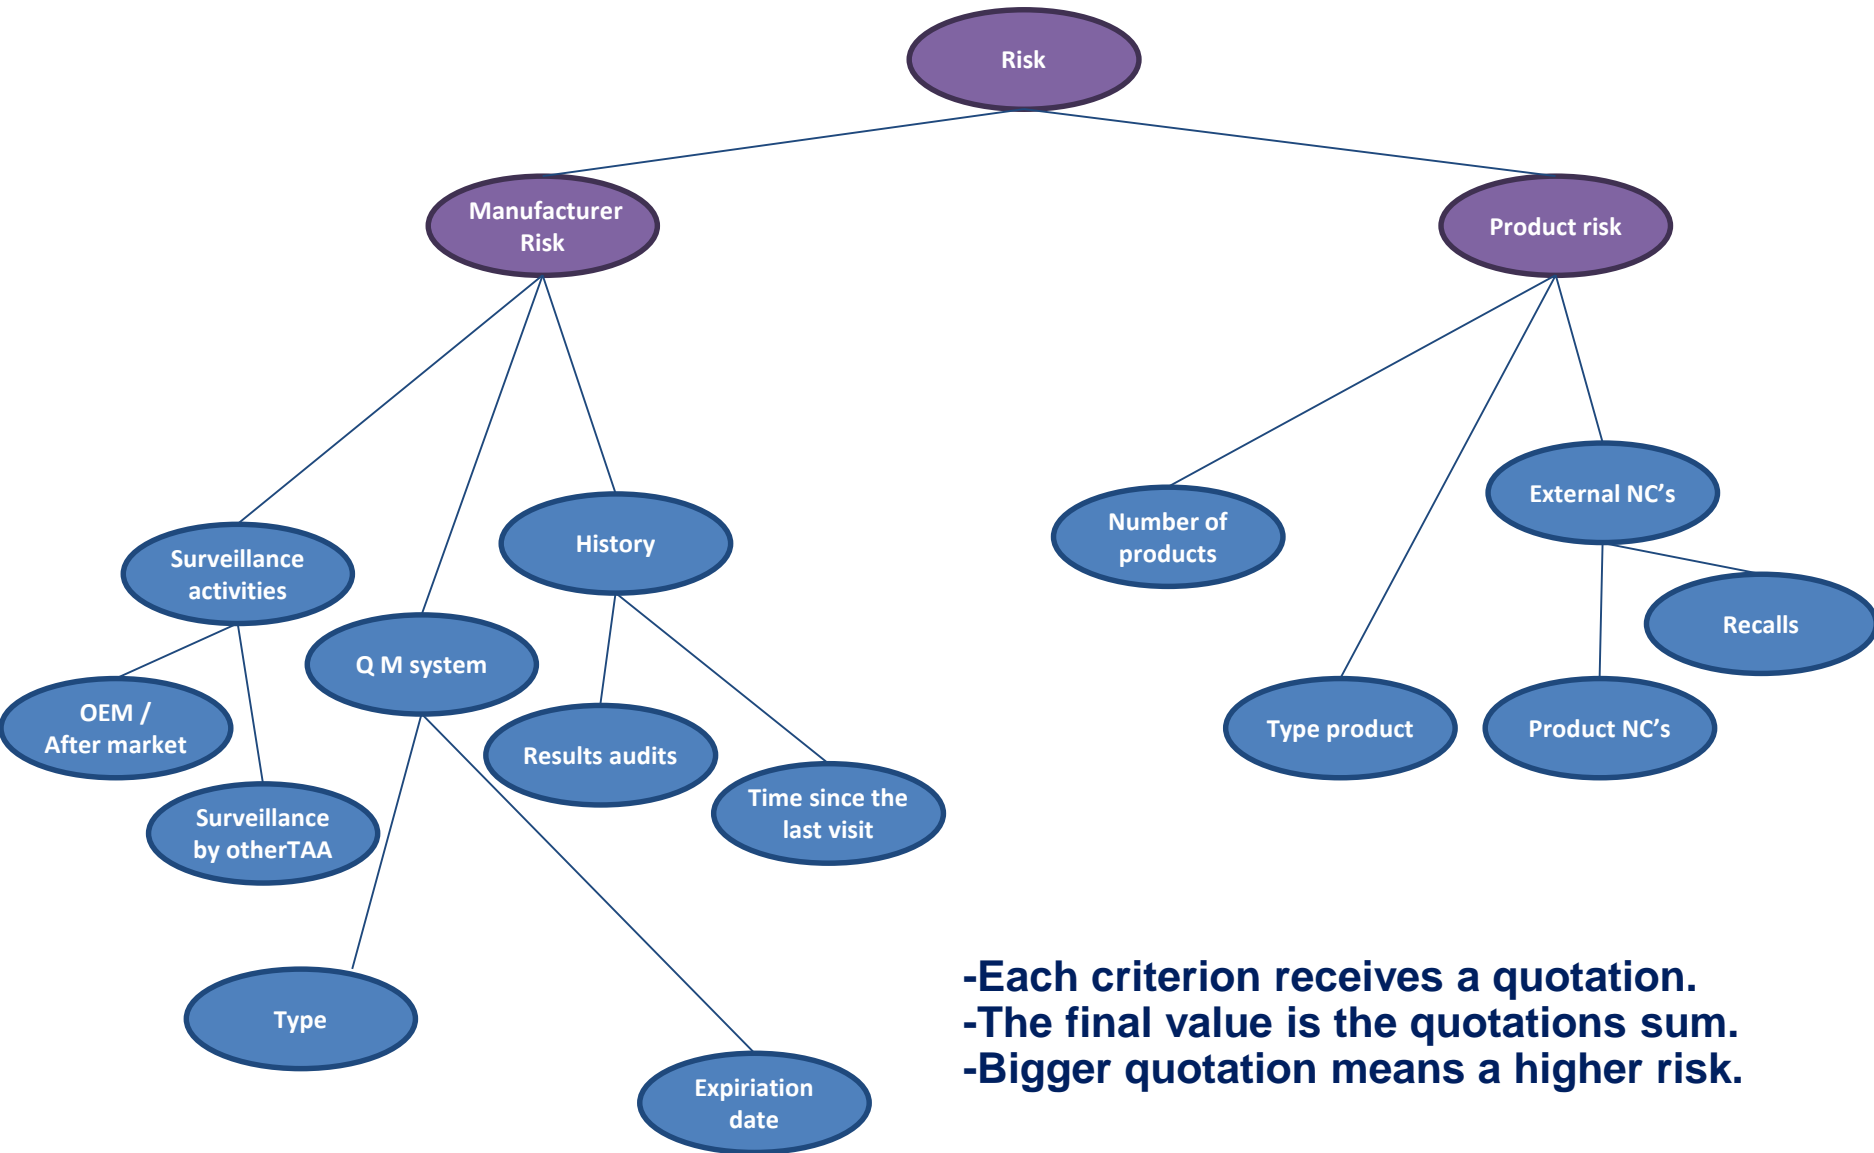 Risk
Manufacturer
Risk
Product risk
Surveillance
activities
Q M system
History
Number of
products
External NC's
Recalls
OEM /
After market
Surveillance
by otherTAA
Results audits
Time since the
last visit
Type product
Product NC's
Type
Expiriation
date
-Each criterion receives a quotation.
-The final value is the quotations sum.
-Bigger quotation means a higher risk.